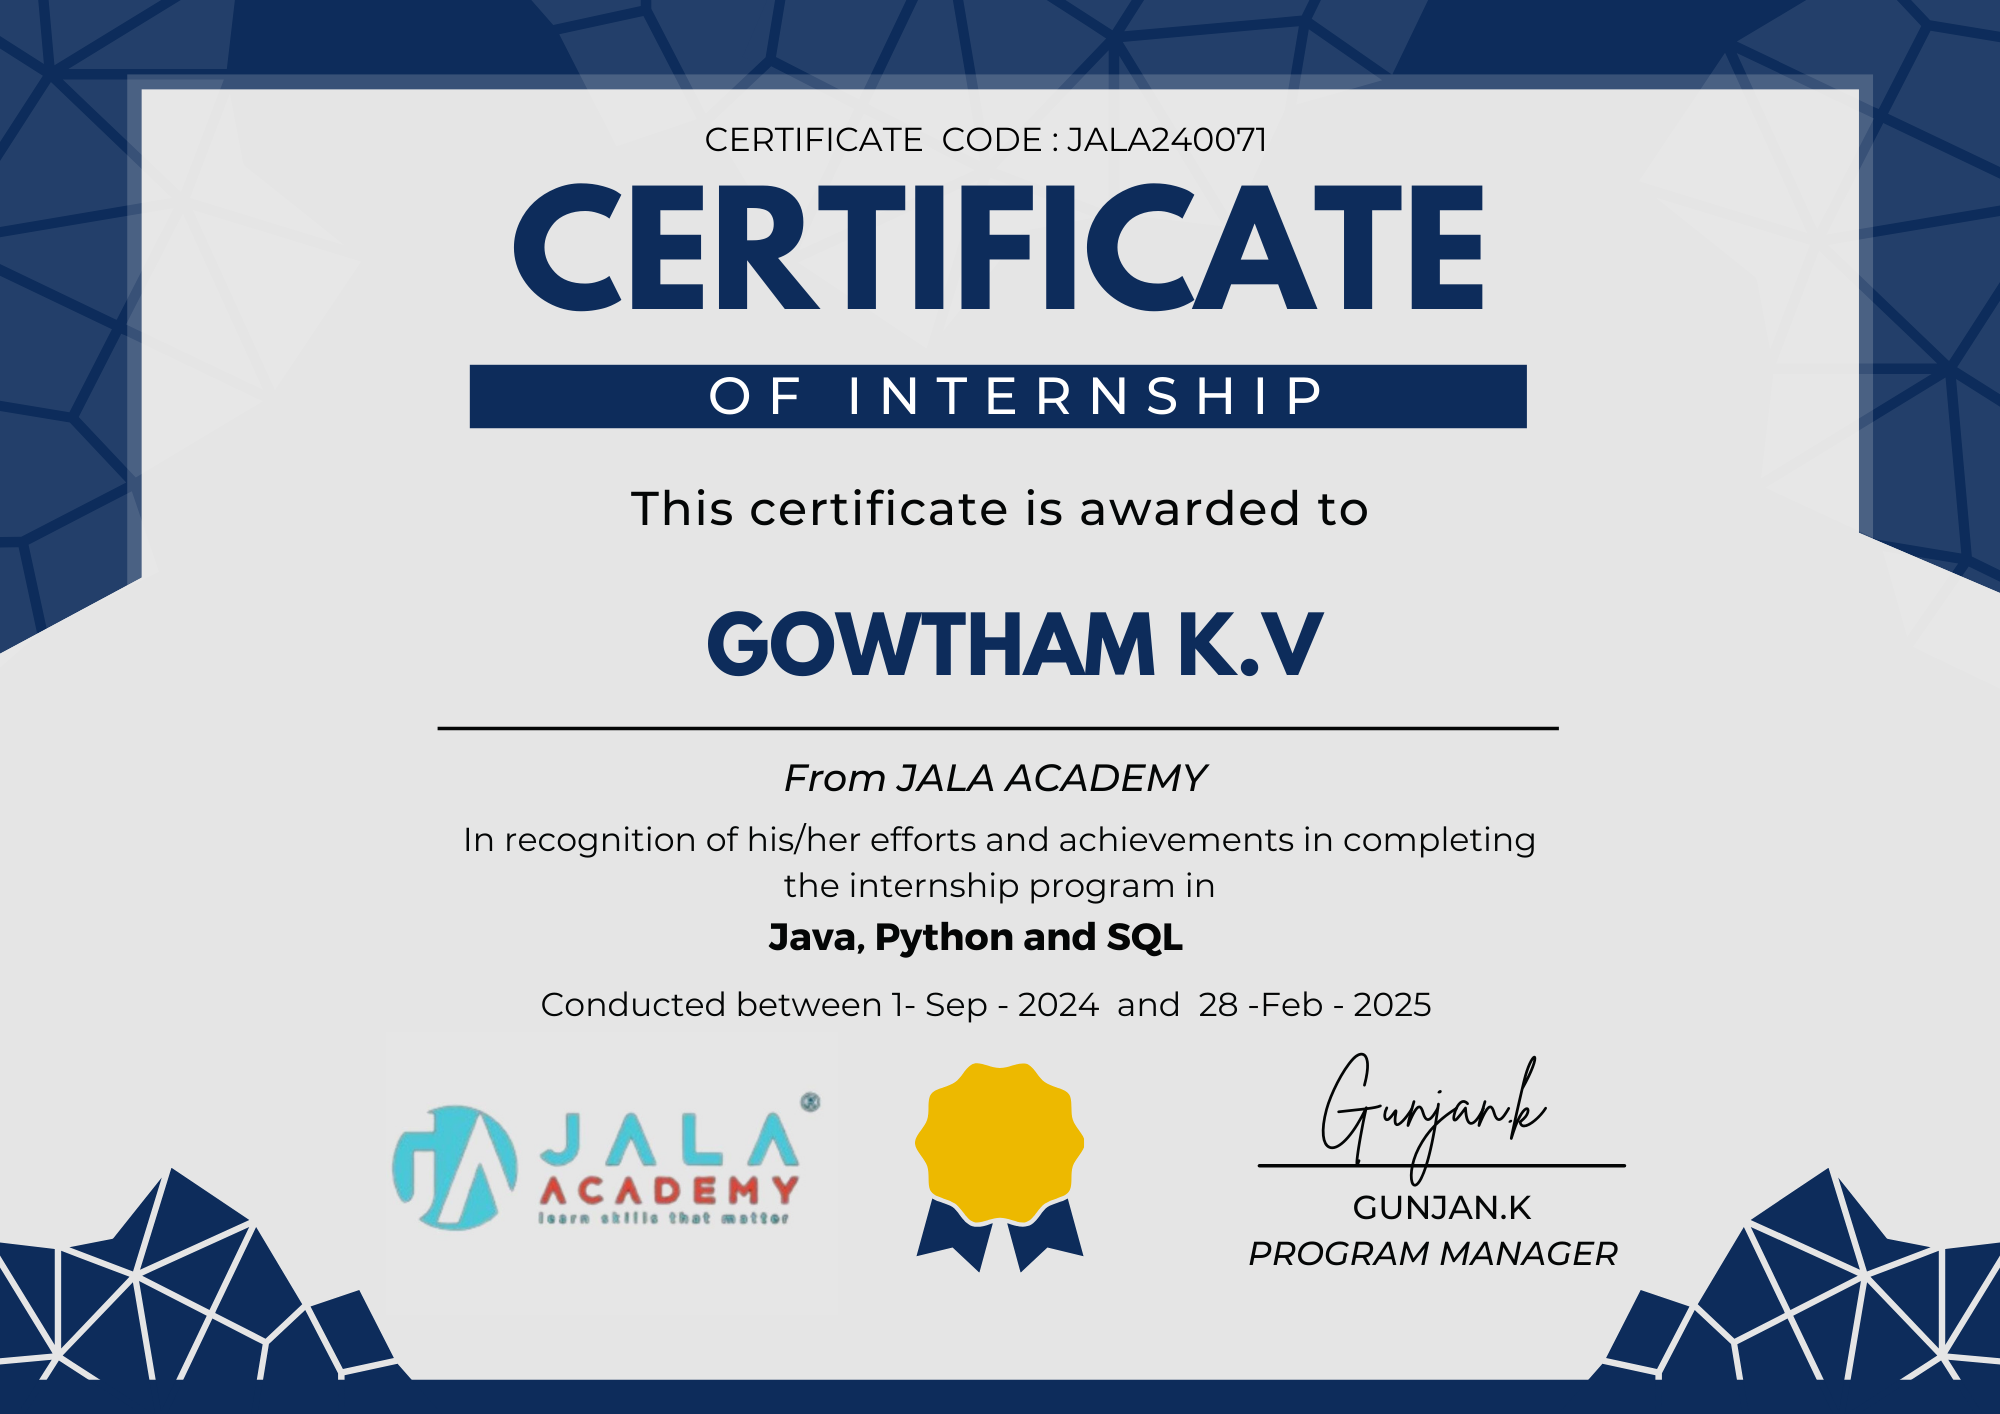 CERTIFICATE  CODE : JALA240071
CERTIFICATE
OF INTERNSHIP
This certificate is awarded to
GOWTHAM K.V
From JALA ACADEMY
In recognition of his/her efforts and achievements in completing
the internship program in
Java, Python and SQL
Conducted between 1- Sep - 2024  and  28 -Feb - 2025
JALA
ACADEMY
learn skills that matter
Gunjan.k
GUNJAN.K
PROGRAM MANAGER